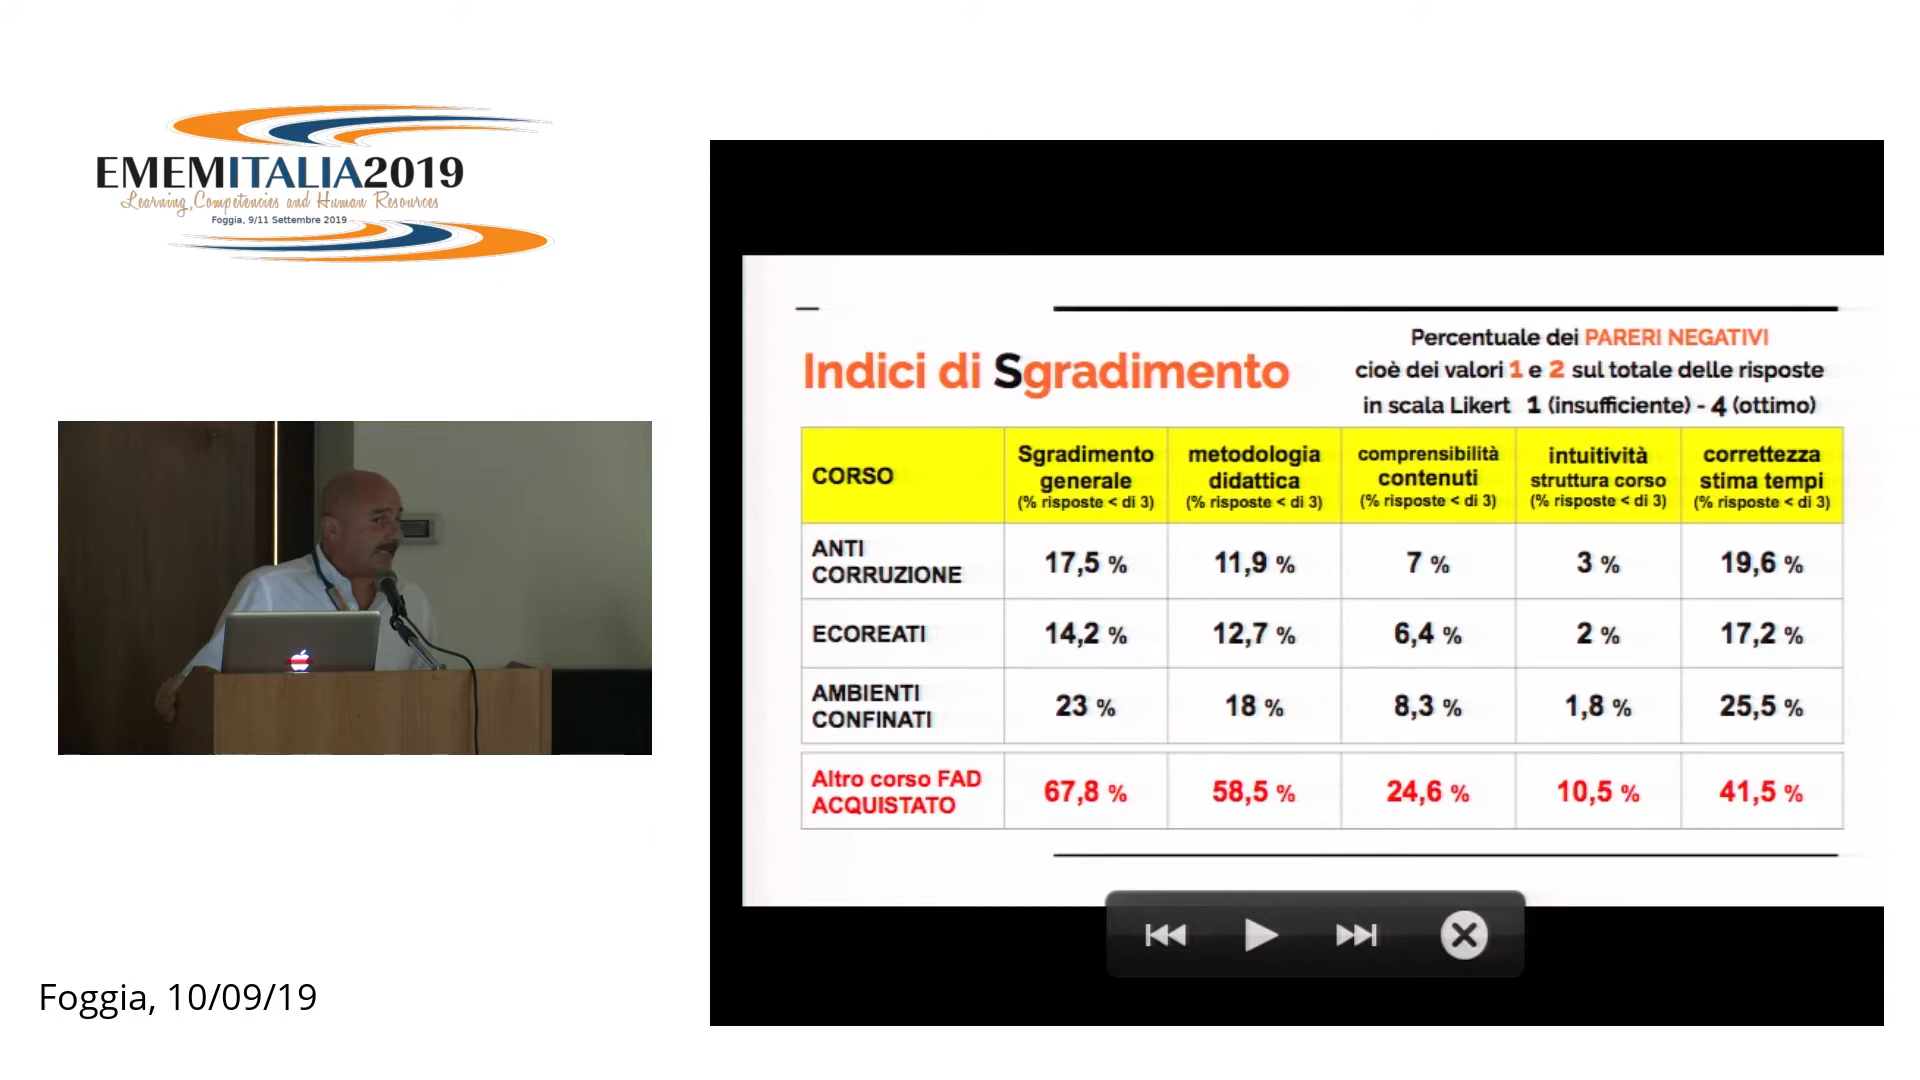 EMEMITALIA2019
Learning, Competencies and Human Resources
Foggia, 9/11 Settembre 2019
Indici di Sgradimento
Percentuale dei PARERI NEGATIVI
cioè dei valori 1 e 2 sul totale delle risposte
in scala Likert 1 (insufficiente) - 4 (ottimo)
CORSO
Sgradimento
generale
(% risposte < di 3)
metodologia
didattica
(% risposte < di 3)
comprensibilità
contenuti
(% risposte < di 3)
intuitività
struttura corso
(% risposte < di 3)
correttezza
stima tempi
(% risposte < di 3)
ANTI
CORRUZIONE
17,5 %
11,9 %
7 %
3 %
19,6 %
ECOREATI
14,2 %
12,7 %
6,4 %
2 %
17,2 %
AMBIENTI
CONFINATI
23 %
18 %
8,3 %
1,8 %
25,5 %
Altro corso FAD
ACQUISTATO
67,8 %
58,5 %
24,6 %
10,5 %
41,5 %
Foggia, 10/09/19